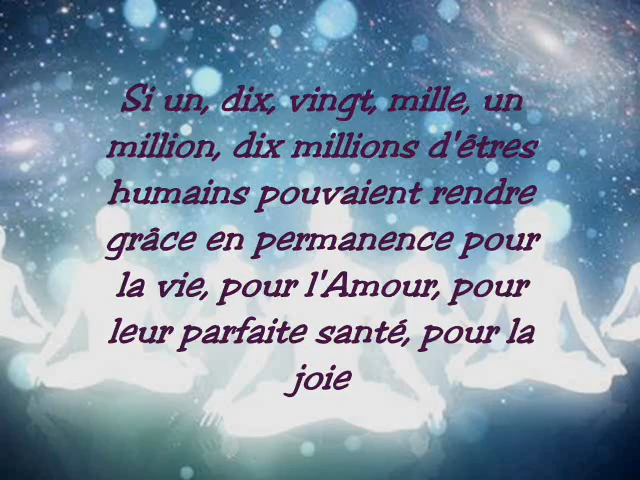 Si un, dix, vingt, mille, un
million, dix millions d'êtres
humains pouvaient rendre
grâce en permanence pour
la vie, pour l'Amour, pour
leur parfaite santé, pour la
joie